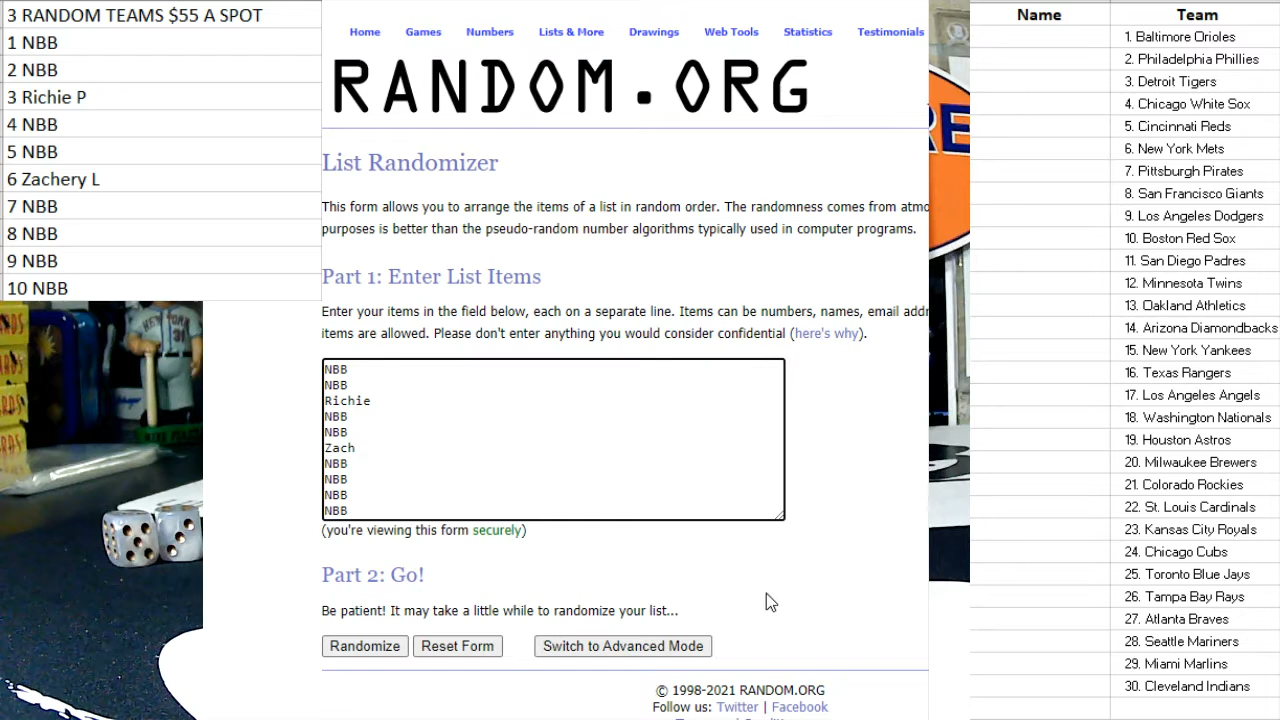 3 RANDOM TEAMS $55 A SPOT
1 NBB
2 NBB
3 Richie P
4 NBB
5 NBB
6 Zachery L
7 NBB
8 NBB
9 NBB
10 NBB
Home Games Numbers Lists & More Drawings Web Tools Statistics Testimonials
RANDOM.ORG
List Randomizer
This form allows you to arrange the items of a list in random order. The randomness comes from atmo
purposes is better than the pseudo-random number algorithms typically used in computer programs.
Part 1: Enter List Items
Enter your items in the field below, each on a separate line. Items can be numbers, names, email addr
items are allowed. Please don't enter anything you would consider confidential (here's why).
NBB
NBB
Richie
NBB
NBB
Zach
NBB
NBB
NBB
NBB
(you're viewing this form securely)
Part 2: Go!
Be patient! It may take a little while to randomize your list...
Randomize Reset Form Switch to Advanced Mode
© 1998-2021 RANDOM.ORG
Follow us: Twitter | Facebook
Name Team
1. Baltimore Orioles
2. Philadelphia Phillies
3. Detroit Tigers
4. Chicago White Sox
5. Cincinnati Reds
6. New York Mets
7. Pittsburgh Pirates
8. San Francisco Giants
9. Los Angeles Dodgers
10. Boston Red Sox
11. San Diego Padres
12. Minnesota Twins
13. Oakland Athletics
14. Arizona Diamondbacks
15. New York Yankees
16. Texas Rangers
17. Los Angeles Angels
18. Washington Nationals
19. Houston Astros
20. Milwaukee Brewers
21. Colorado Rockies
22. St. Louis Cardinals
23. Kansas City Royals
24. Chicago Cubs
25. Toronto Blue Jays
26. Tampa Bay Rays
27. Atlanta Braves
28. Seattle Mariners
29. Miami Marlins
30. Cleveland Indians